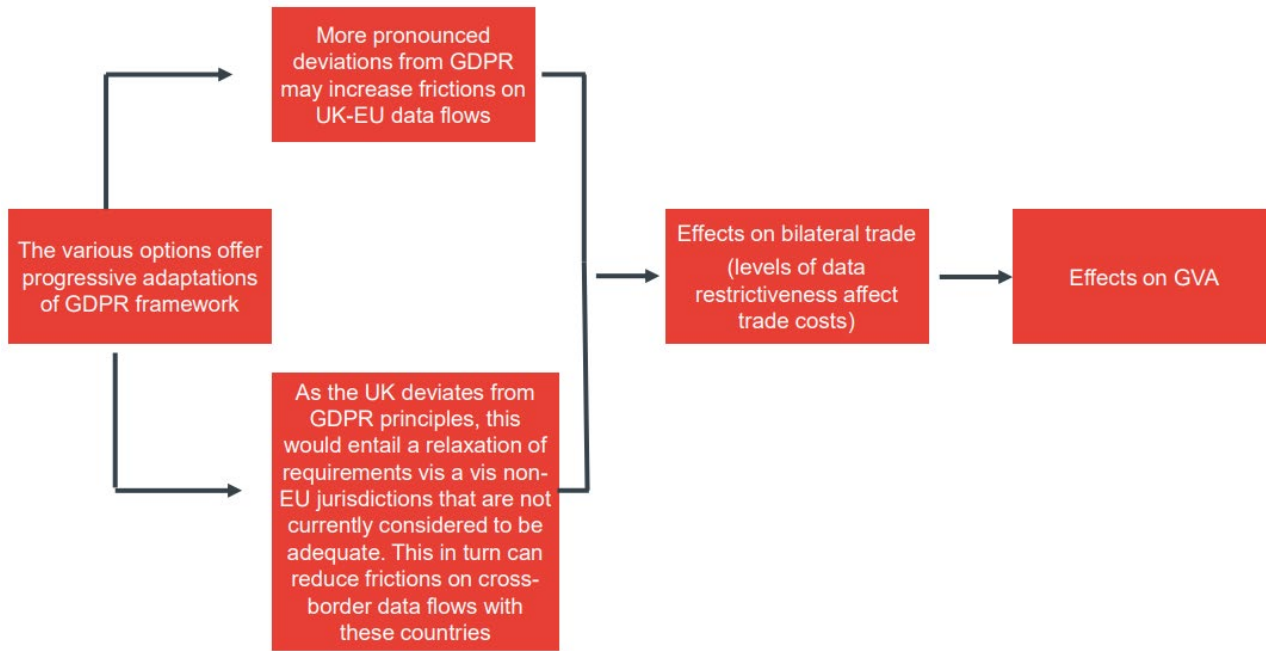 More pronounced
deviations from GDPR
may increase frictions on
UK-EU data flows
The various options offer
progressive adaptations
of GDPR framework
Effects on bilateral trade
(levels of data
restrictiveness affect
trade costs)
Effects on GVA
As the UK deviates from
GDPR principles, this
would entail a relaxation of
requirements vis a vis non-
EU jurisdictions that are not
currently considered to be
adequate. This in turn can
reduce frictions on cross-
border data flows with
these countries